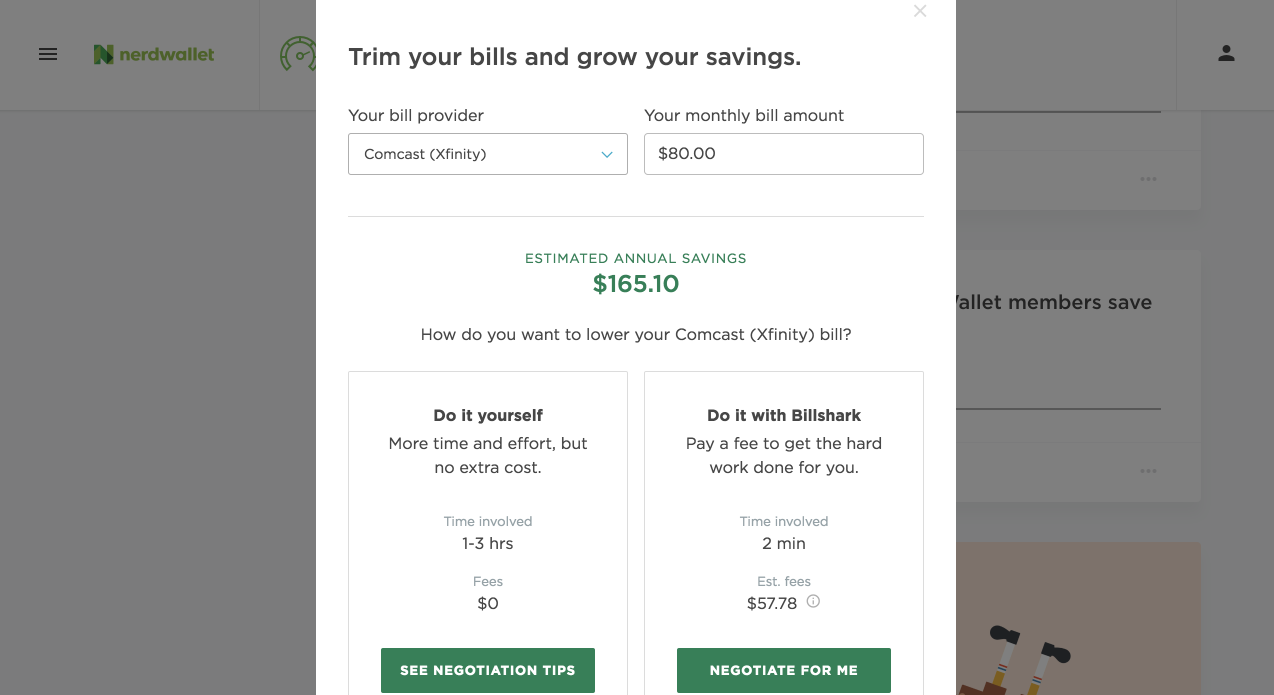 nerdwallet
Trim your bills and grow your savings.
Your bill provider
Your monthly bill amount
Comcast (Xfinity)
$80.00
ESTIMATED ANNUAL SAVINGS
$165.10
How do you want to lower your Comcast (Xfinity) bill?
Do it yourself
More time and effort, but
no extra cost.
Time involved
1-3 hrs
Fees
$0
SEE NEGOTIATION TIPS
Do it with Billshark
Pay a fee to get the hard
work done for you.
Time involved
2 min
Est. fees
$57.78
NEGOTIATE FOR ME
members save